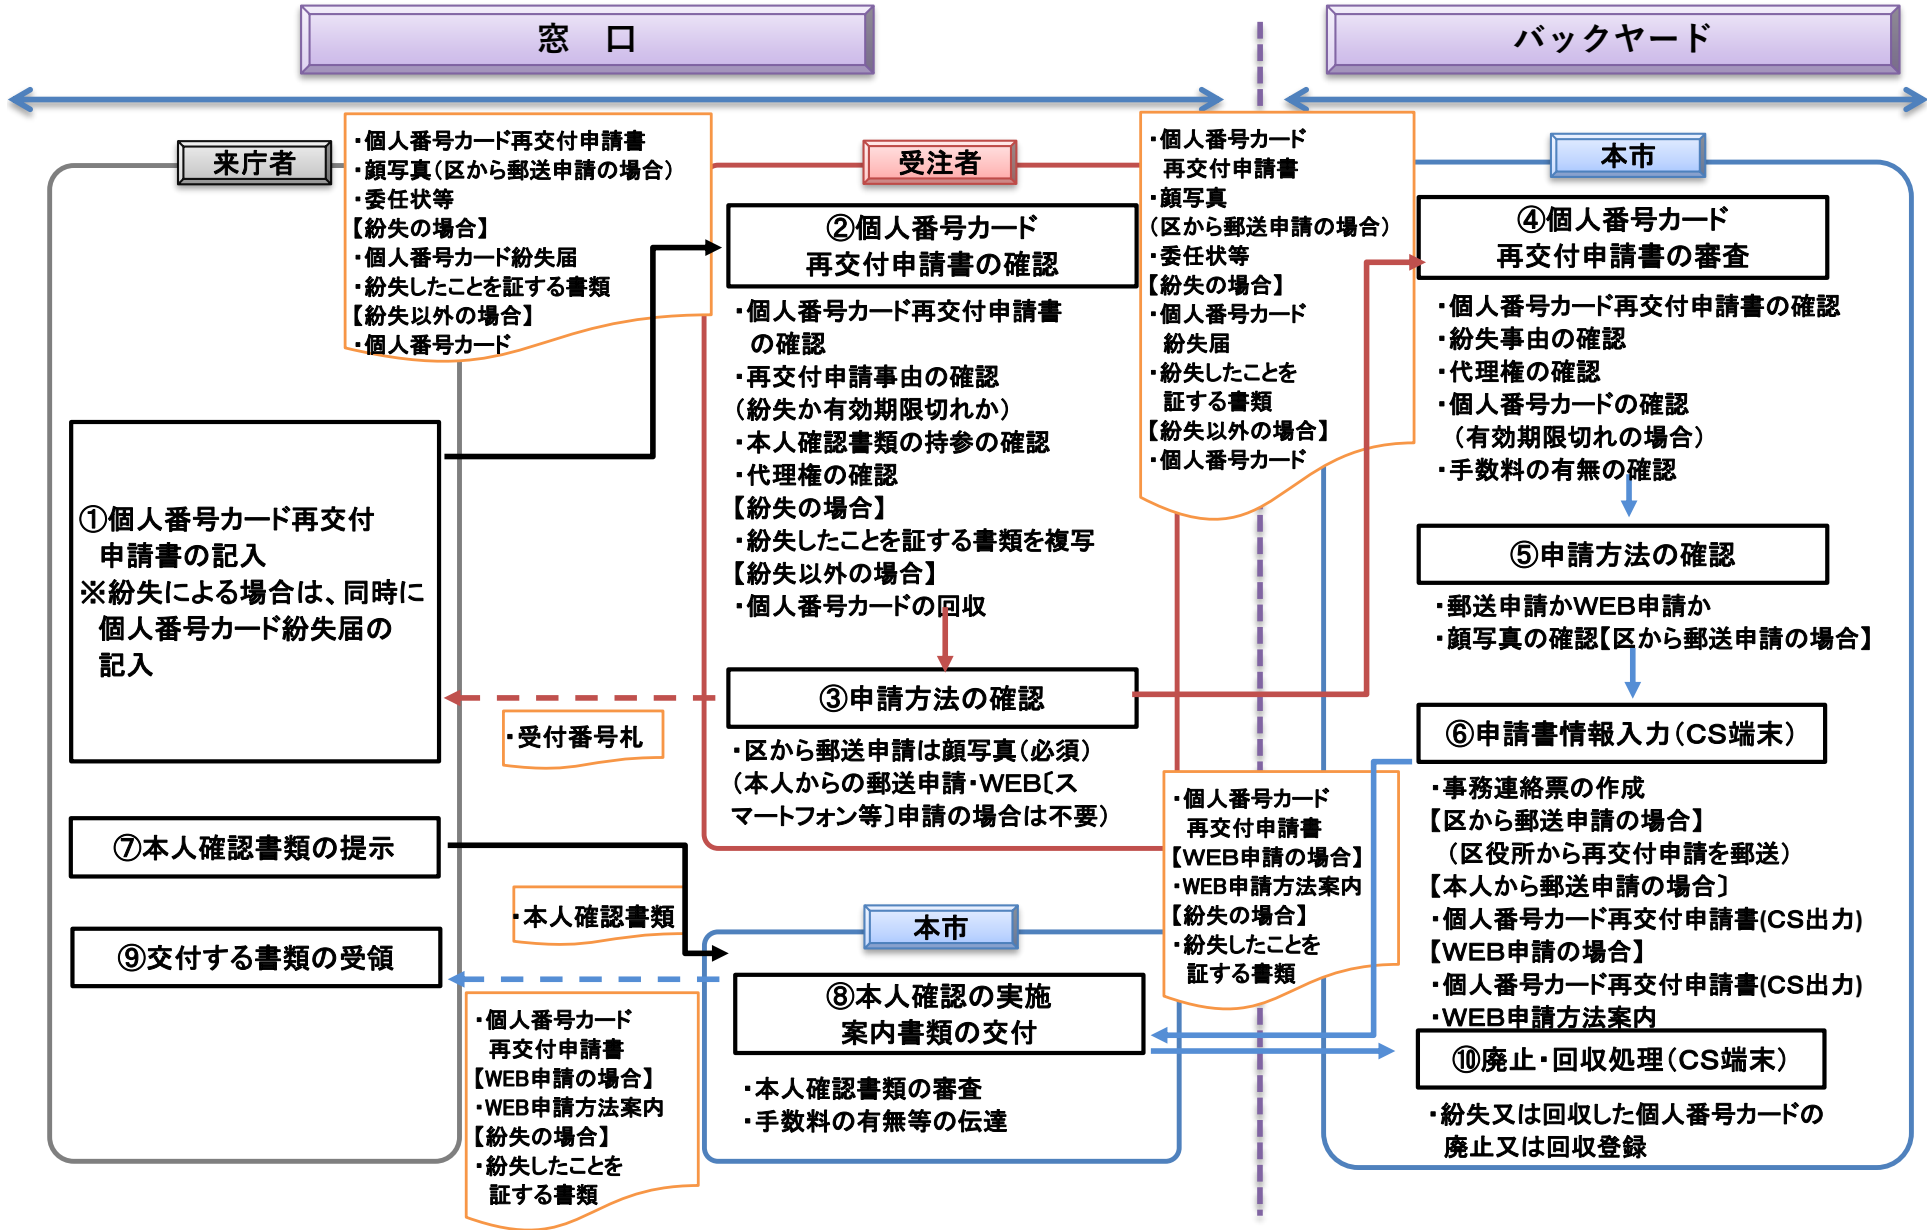 窓　口
バックヤード
来庁者
・個人番号カード再交付申請書
・顔写真(区から郵送申請の場合)
・委任状等
【紛失の場合】
・個人番号カード紛失届
・紛失したことを証する書類
【紛失以外の場合】
・個人番号カード
①個人番号カード再交付
申請書の記入
※紛失による場合は、同時に
個人番号カード紛失届の
記入
受注者
②個人番号カード
再交付申請書の確認
・個人番号カード再交付申請書
の確認
・再交付申請事由の確認
(紛失か有効期限切れか)
・本人確認書類の持参の確認
・代理権の確認
【紛失の場合】
・紛失したことを証する書類を複写
【紛失以外の場合】
・個人番号カードの回収
③申請方法の確認
・区から郵送申請は顔写真(必須)
(本人からの郵送申請・WEB〔ス
マートフォン等〕申請の場合は不要)
・受付番号札
・個人番号カード
再交付申請書
・顔写真
(区から郵送申請の場合)
・委任状等
【紛失の場合】
・個人番号カード
紛失届
・紛失したことを
証する書類
【紛失以外の場合】
・個人番号カード
本市
④個人番号カード
再交付申請書の審査
・個人番号カード再交付申請書の確認
・紛失事由の確認
・代理権の確認
・個人番号カードの確認
(有効期限切れの場合)
・手数料の有無の確認
⑤申請方法の確認
・郵送申請かWEB申請か
・顔写真の確認【区から郵送申請の場合】
⑥申請書情報入力(CS端末)
・事務連絡票の作成
【区から郵送申請の場合】
(区役所から再交付申請を郵送)
【本人から郵送申請の場合〕
・個人番号カード再交付申請書(CS出力)
【WEB申請の場合】
・個人番号カード再交付申請書(CS出力)
・WEB申請方法案内
・個人番号カード
再交付申請書
【WEB申請の場合】
・WEB申請方法案内
【紛失の場合】
・紛失したことを
証する書類
⑦本人確認書類の提示
・本人確認書類
本市
⑧本人確認の実施
案内書類の交付
・本人確認書類の審査
・手数料の有無等の伝達
⑨交付する書類の受領
・個人番号カード
再交付申請書
【WEB申請の場合】
・WEB申請方法案内
【紛失の場合】
・紛失したことを
証する書類
⑩廃止・回収処理(CS端末)
・紛失又は回収した個人番号カードの
廃止又は回収登録